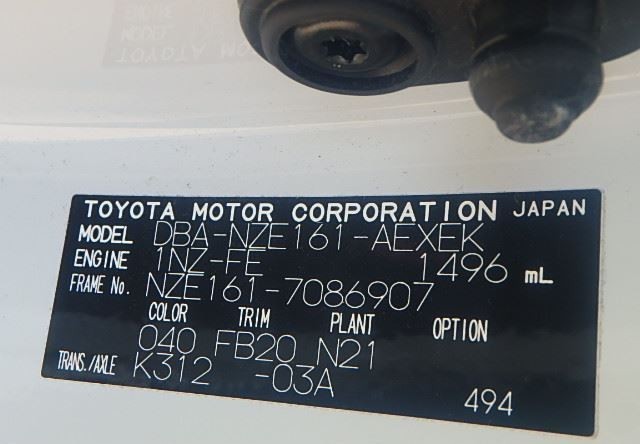 TOYOTA MOTOR CORPORATION JAPAN
MODEL DBA-NZE161-AEXEK
ENGINE 1NZ-FE 1496 mL
FRAME No. NZE161-7086907
COLOR TRIM PLANT OPTION
040 FB20 N21
TRANS./AXLE K312 -03A
494